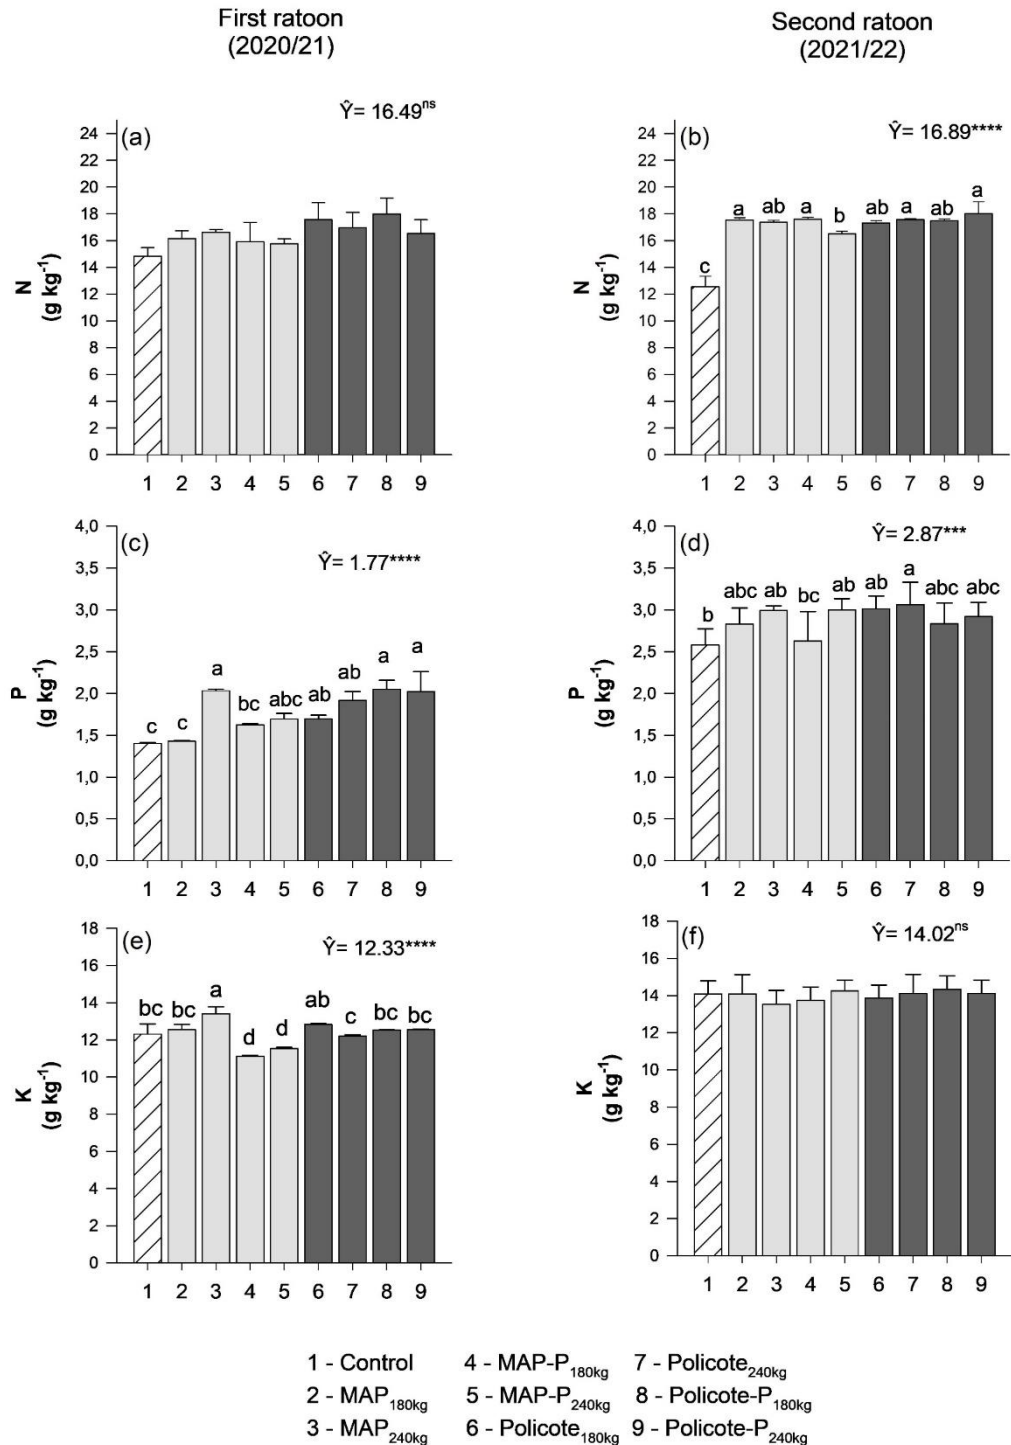 First ratoon
(2020/21)
Second ratoon
(2021/22)
(a)
Ŷ= 16.49ⁿˢ
24
22
20
18
16
14
12
10
8
6
4
2
0
N
(g kg⁻¹)
1 2 3 4 5 6 7 8 9
(b)
Ŷ= 16.89****
24
22
20
18
16
14
12
10
8
6
4
2
0
N
(g kg⁻¹)
c a ab a b ab a ab a
1 2 3 4 5 6 7 8 9
(c)
Ŷ= 1.77****
4,0
3,5
3,0
2,5
2,0
1,5
1,0
0,5
0,0
P
(g kg⁻¹)
c c a bc abc ab ab a a
1 2 3 4 5 6 7 8 9
(d)
Ŷ= 2.87***
4,0
3,5
3,0
2,5
2,0
1,5
1,0
0,5
0,0
P
(g kg⁻¹)
b abc ab bc ab ab a abc abc
1 2 3 4 5 6 7 8 9
(e)
Ŷ= 12.33****
18
16
14
12
10
8
6
4
2
0
K
(g kg⁻¹)
bc bc a d d ab c bc bc
1 2 3 4 5 6 7 8 9
(f)
Ŷ= 14.02ⁿˢ
18
16
14
12
10
8
6
4
2
0
K
(g kg⁻¹)
1 2 3 4 5 6 7 8 9
1 - Control 4 - MAP-P180kg 7 - Policote240kg
2 - MAP180kg 5 - MAP-P240kg 8 - Policote-P180kg
3 - MAP240kg 6 - Policote180kg 9 - Policote-P240kg